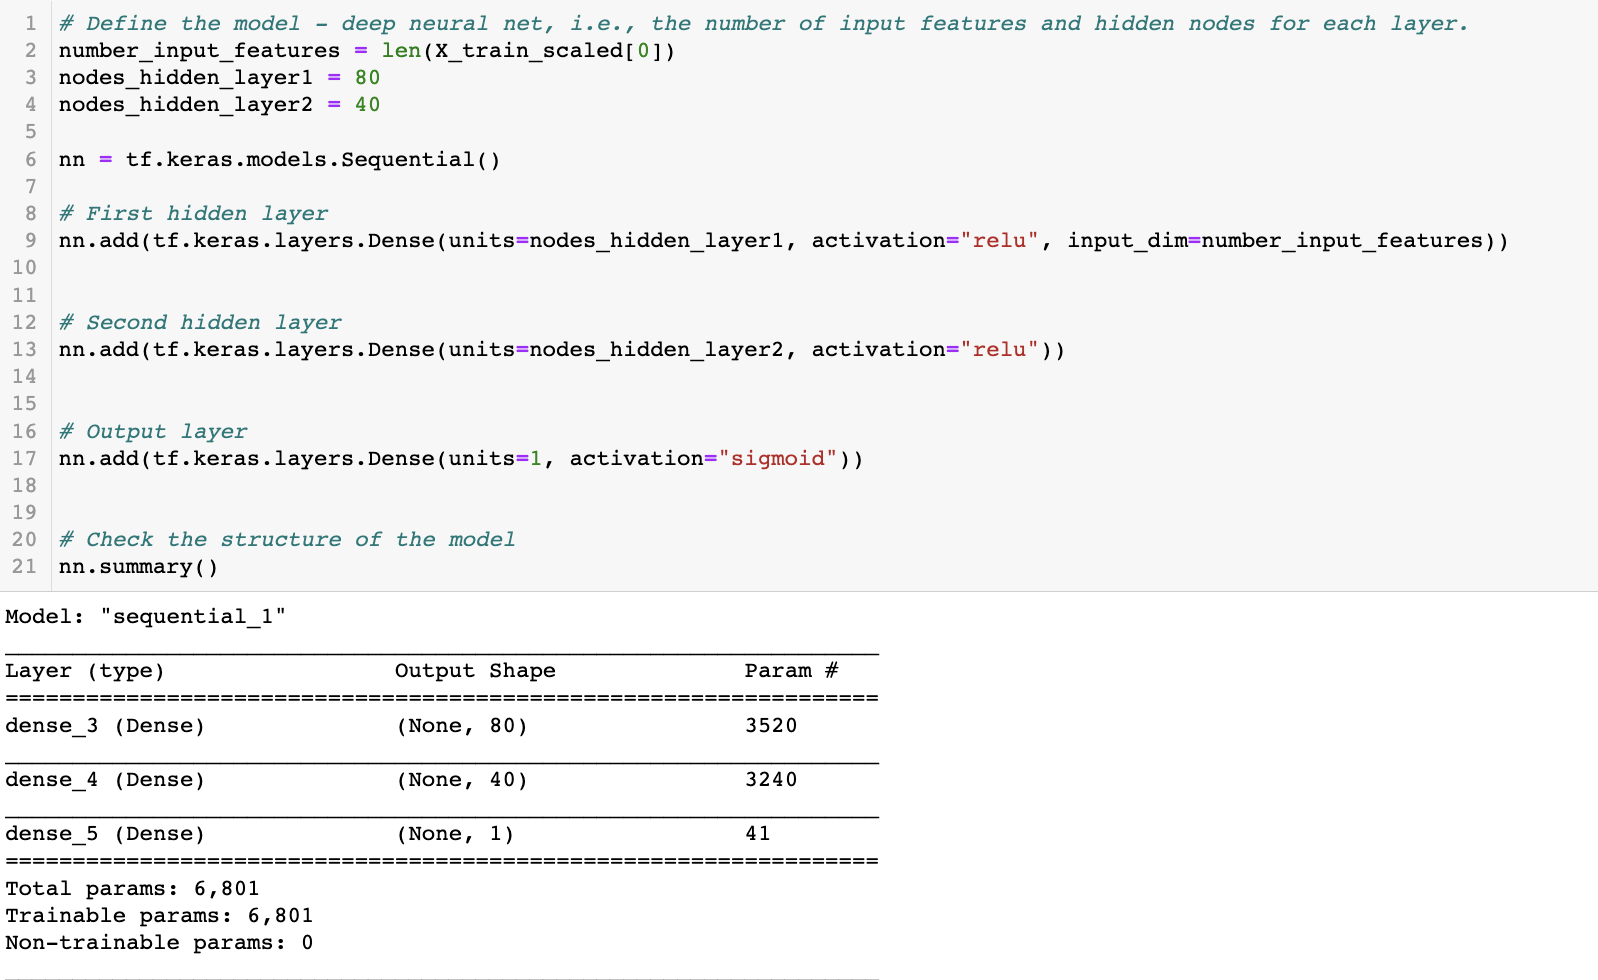 1 # Define the model - deep neural net, i.e., the number of input features and hidden nodes for each layer.
2 number_input_features = len(X_train_scaled[0])
3 nodes_hidden_layer1 = 80
4 nodes_hidden_layer2 = 40
5
6 nn = tf.keras.models.Sequential()
7
8 # First hidden layer
9 nn.add(tf.keras.layers.Dense(units=nodes_hidden_layer1, activation="relu", input_dim=number_input_features))
10
11
12 # Second hidden layer
13 nn.add(tf.keras.layers.Dense(units=nodes_hidden_layer2, activation="relu"))
14
15
16 # Output layer
17 nn.add(tf.keras.layers.Dense(units=1, activation="sigmoid"))
18
19
20 # Check the structure of the model
21 nn.summary()
Model: "sequential_1"
_________________________________________________________________
Layer (type)                 Output Shape              Param #
=================================================================
dense_3 (Dense)              (None, 80)                3520
_________________________________________________________________
dense_4 (Dense)              (None, 40)                3240
_________________________________________________________________
dense_5 (Dense)              (None, 1)                 41
=================================================================
Total params: 6,801
Trainable params: 6,801
Non-trainable params: 0
_________________________________________________________________